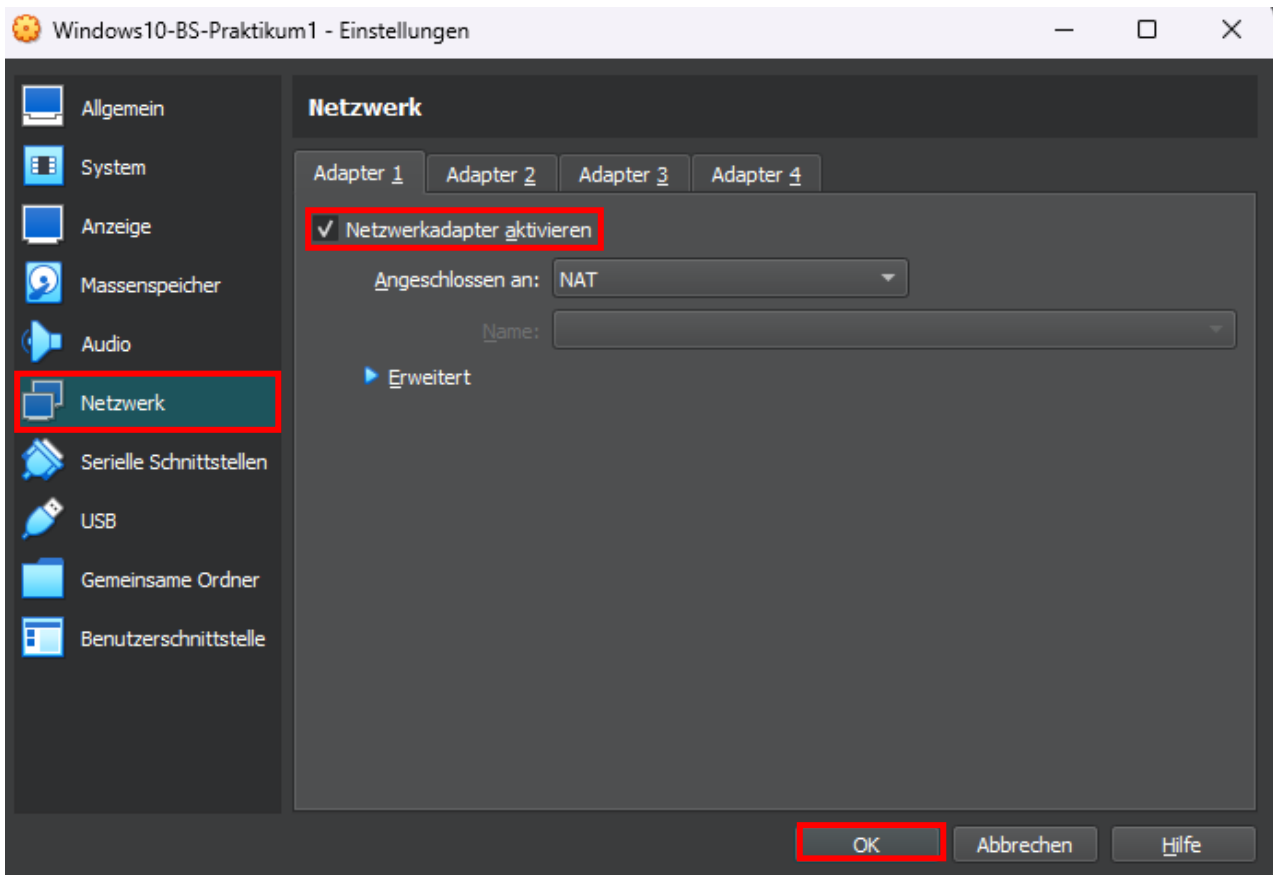 Windows10-BS-Praktikum1 - Einstellungen
Allgemein
System
Anzeige
Massenspeicher
Audio
Netzwerk
Serielle Schnittstellen
USB
Gemeinsame Ordner
Benutzerschnittstelle
Netzwerk
Adapter 1 Adapter 2 Adapter 3 Adapter 4
Netzwerkadapter aktivieren
Angeschlossen an: NAT
Name:
Erweitert
OK Abbrechen Hilfe